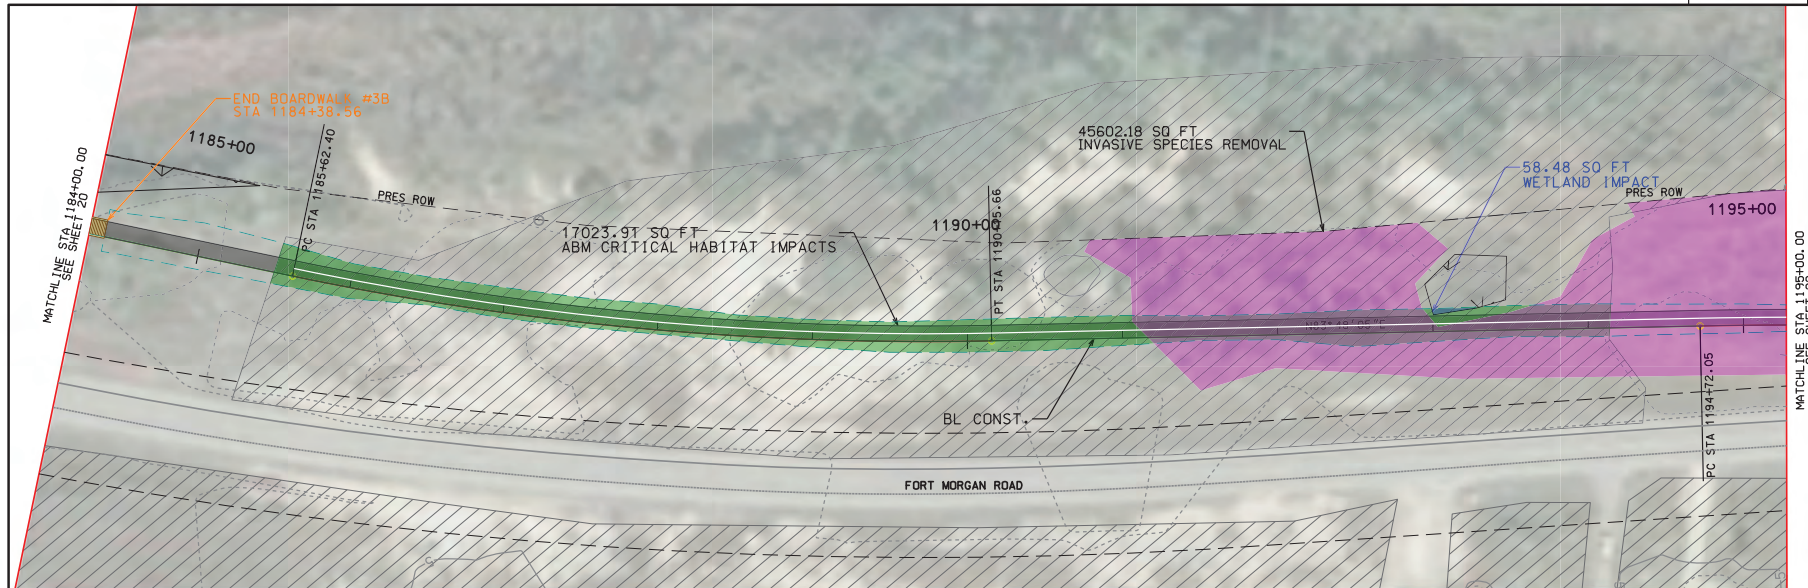 END BOARDWALK #3B
STA 1184+38.56
1185+00
PC STA 1185+62.40
MATCHLINE STA 1184+00.00
SEE SHEET 20
PRES ROW
17023.91 SQ FT
ABM CRITICAL HABITAT IMPACTS
1190+00
PT STA 1190+75.66
45602.18 SQ FT
INVASIVE SPECIES REMOVAL
58.48 SQ FT
WETLAND IMPACT
PRES ROW
1195+00
BL CONST.
PC STA 1194+72.05
MATCHLINE STA 1195+00.00
FORT MORGAN ROAD